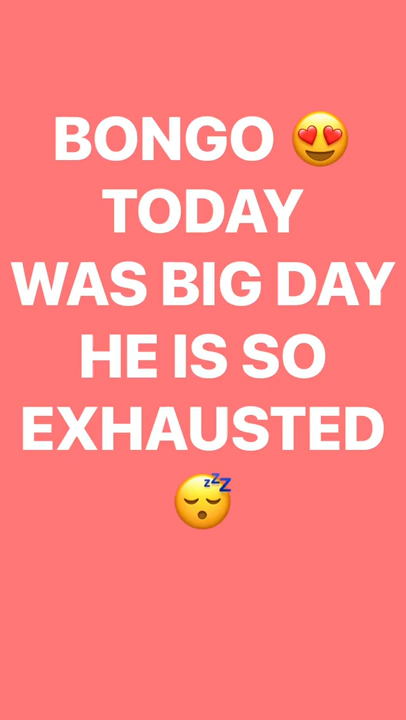 BONGO 😍
TODAY
WAS BIG DAY
HE IS SO
EXHAUSTED
😴